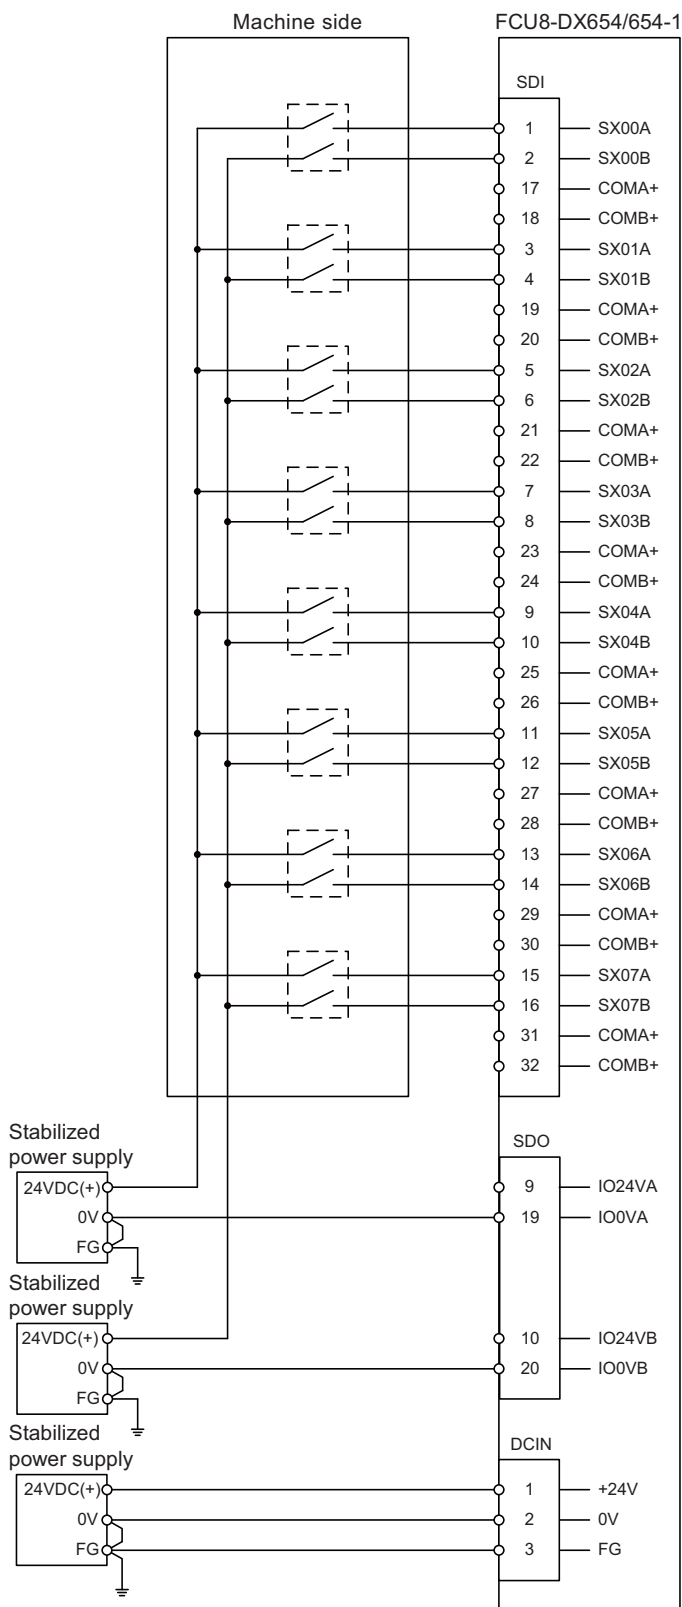 Machine side
FCU8-DX654/654-1
SDI
1 SX00A
2 SX00B
17 COMA+
18 COMB+
3 SX01A
4 SX01B
19 COMA+
20 COMB+
5 SX02A
6 SX02B
21 COMA+
22 COMB+
7 SX03A
8 SX03B
23 COMA+
24 COMB+
9 SX04A
10 SX04B
25 COMA+
26 COMB+
11 SX05A
12 SX05B
27 COMA+
28 COMB+
13 SX06A
14 SX06B
29 COMA+
30 COMB+
15 SX07A
16 SX07B
31 COMA+
32 COMB+
Stabilized
power supply
24VDC(+)
0V
FG
SDO
9 IO24VA
19 IO0VA
Stabilized
power supply
24VDC(+)
0V
FG
10 IO24VB
20 IO0VB
Stabilized
power supply
24VDC(+)
0V
FG
DCIN
1 +24V
2 0V
3 FG